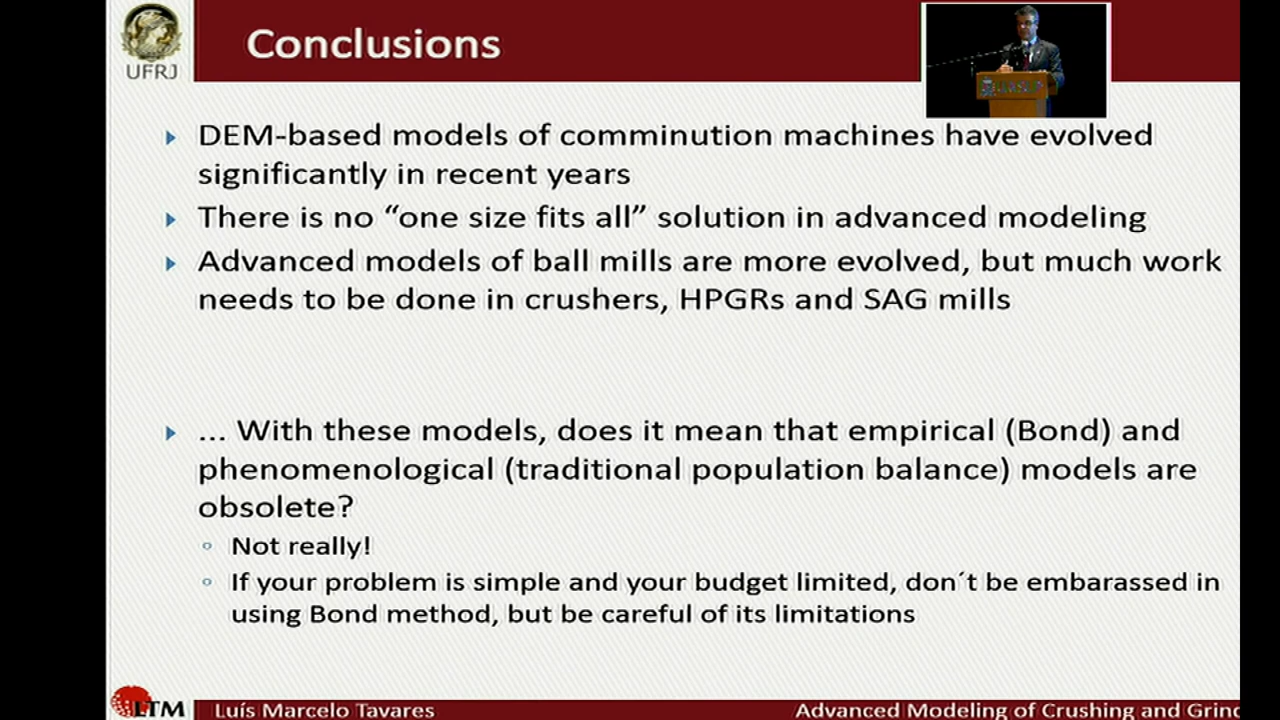 UFRJ
Conclusions
DEM-based models of comminution machines have evolved
significantly in recent years
There is no “one size fits all” solution in advanced modeling
Advanced models of ball mills are more evolved, but much work
needs to be done in crushers, HPGRs and SAG mills
... With these models, does it mean that empirical (Bond) and
phenomenological (traditional population balance) models are
obsolete?
Not really!
If your problem is simple and your budget limited, don´t be embarassed in
using Bond method, but be careful of its limitations
LTM
Luís Marcelo Tavares
Advanced Modeling of Crushing and Grind